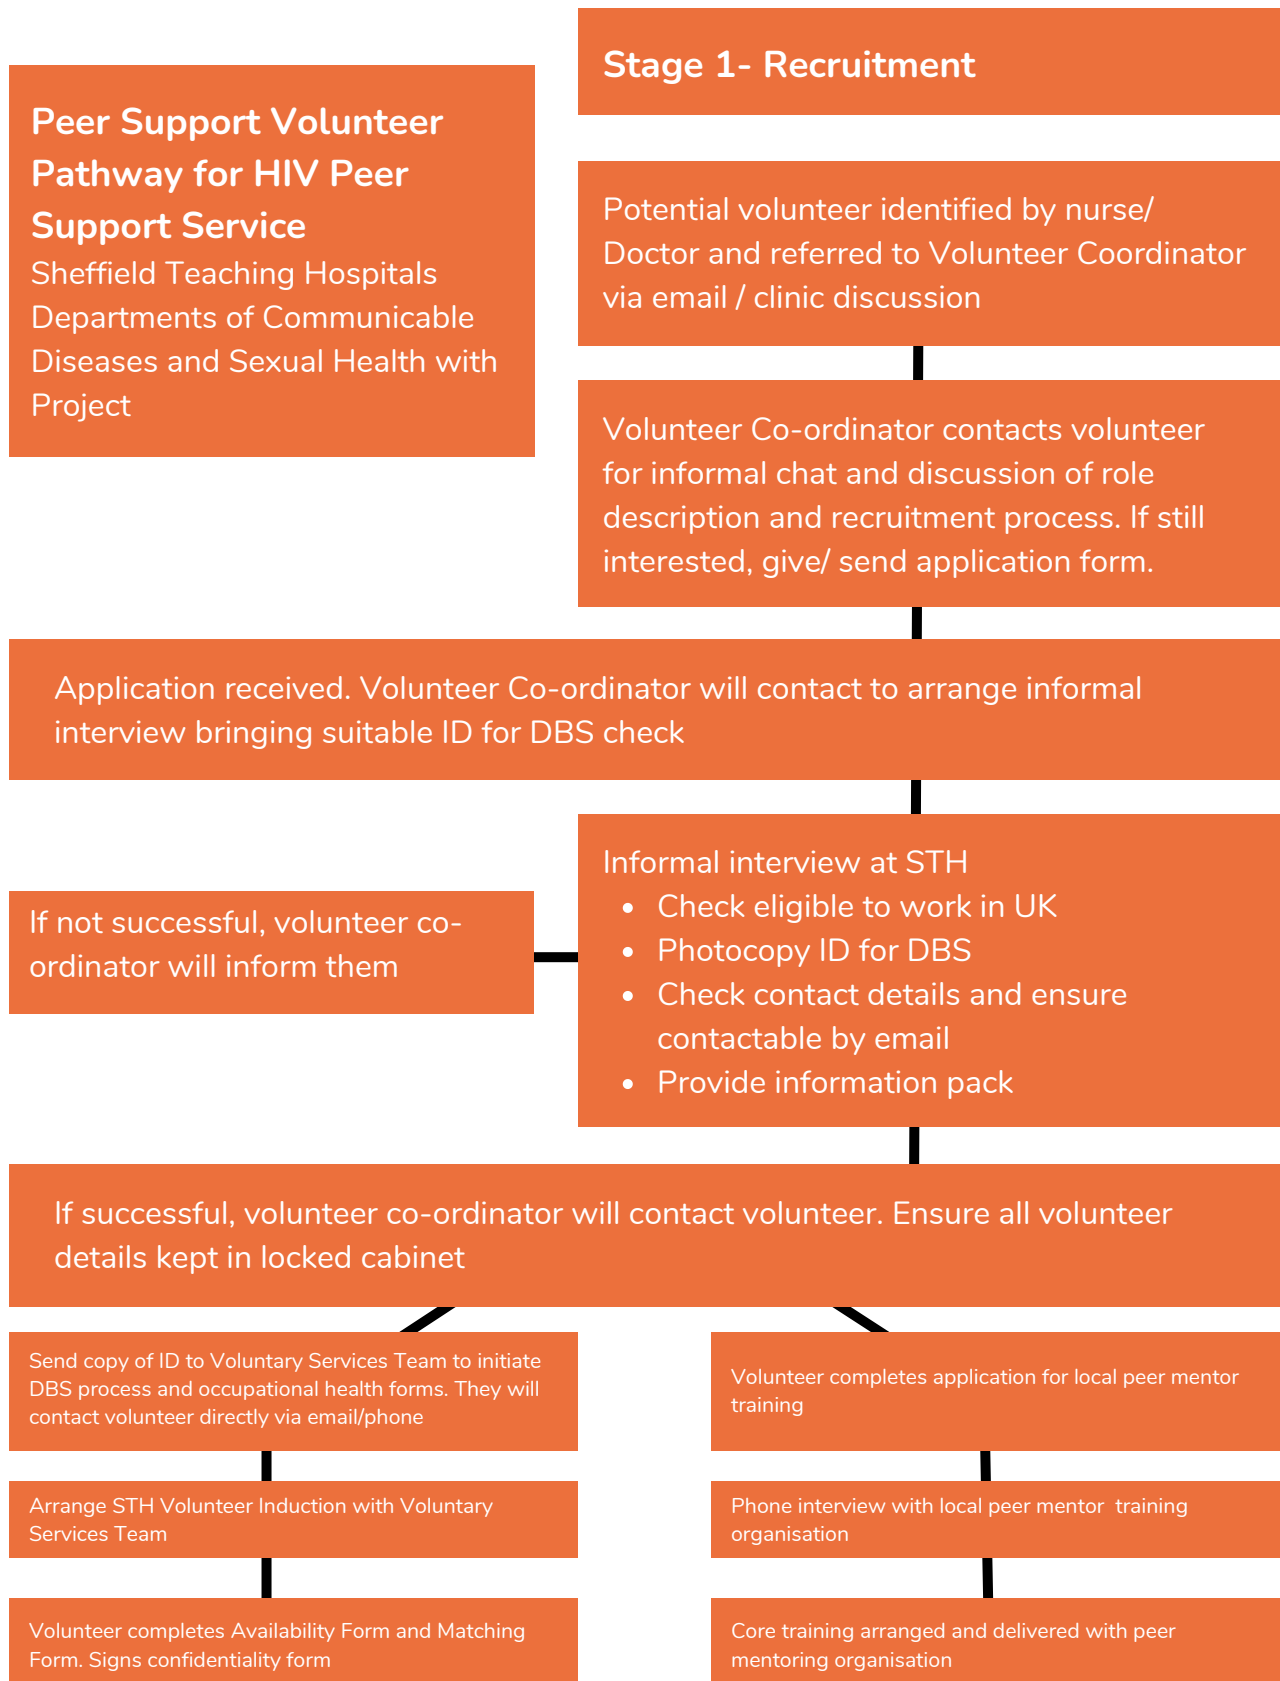 Peer Support Volunteer
Pathway for HIV Peer
Support Service
Sheffield Teaching Hospitals
Departments of Communicable
Diseases and Sexual Health with
Project
Stage 1- Recruitment
Potential volunteer identified by nurse/
Doctor and referred to Volunteer Coordinator
via email / clinic discussion
Volunteer Co-ordinator contacts volunteer
for informal chat and discussion of role
description and recruitment process. If still
interested, give/ send application form.
Application received. Volunteer Co-ordinator will contact to arrange informal
interview bringing suitable ID for DBS check
Informal interview at STH
• Check eligible to work in UK
• Photocopy ID for DBS
• Check contact details and ensure
contactable by email
• Provide information pack
If not successful, volunteer co-
ordinator will inform them
If successful, volunteer co-ordinator will contact volunteer. Ensure all volunteer
details kept in locked cabinet
Send copy of ID to Voluntary Services Team to initiate
DBS process and occupational health forms. They will
contact volunteer directly via email/phone
Arrange STH Volunteer Induction with Voluntary
Services Team
Volunteer completes Availability Form and Matching
Form. Signs confidentiality form
Volunteer completes application for local peer mentor
training
Phone interview with local peer mentor  training
organisation
Core training arranged and delivered with peer
mentoring organisation